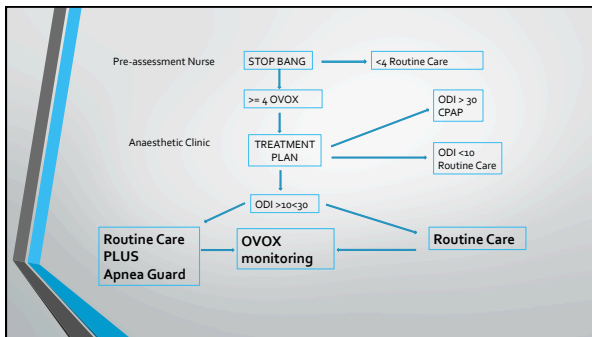 Pre-assessment Nurse
STOP BANG
<4 Routine Care
>= 4 OVOX
ODI > 30
CPAP
Anaesthetic Clinic
TREATMENT
PLAN
ODI <10
Routine Care
ODI >10<30
Routine Care
PLUS
Apnea Guard
OVOX
monitoring
Routine Care